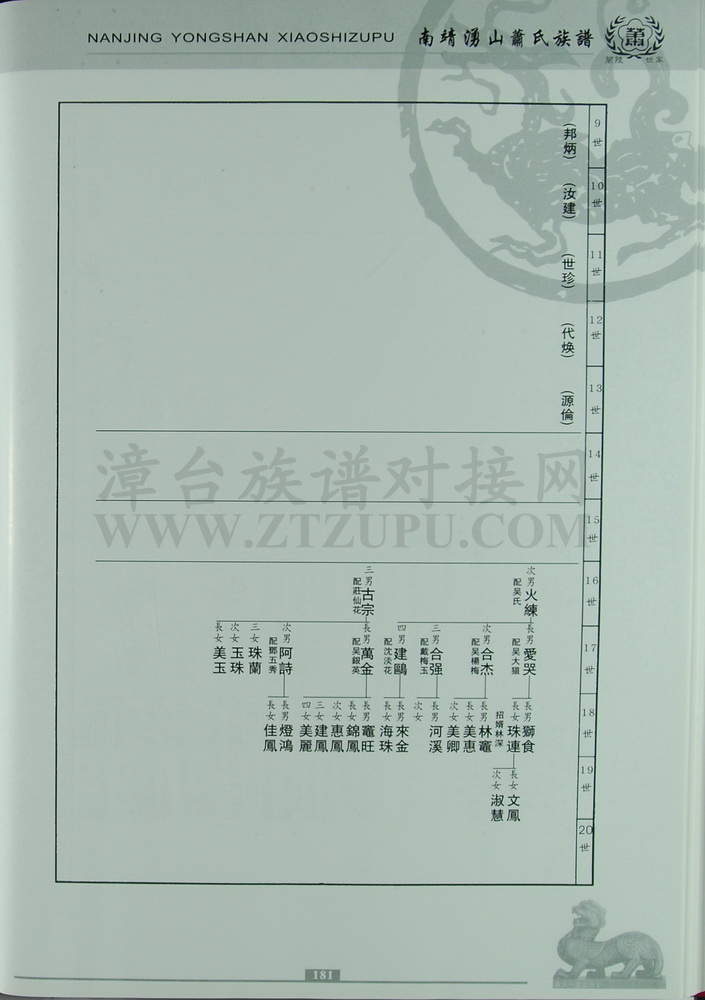 NANJING YONGSHAN XIAOSHIZUPU 南靖湧山蕭氏族譜
蕭
蘭陵 世家
9世
10世
11世
12世
13世
14世
15世
16世
17世
18世
19世
20世
(邦炳) (汝建) (世珍) (代煥) (源倫)
次男火練
配吴氏
三男古宗
配莊仙花
長男愛哭
配吴大猫
次男合杰
配吴楊梅
三男合强
配戴梅玉
四男建鷗
配沈淡花
長男萬金
配吴銀英
次男阿詩
配鄧五秀
三女珠蘭
次女玉珠
長女美玉
長男獅食
長女珠連
招婿林深
長男林竈
長女美惠
次女美卿
長男河溪
次女
長男來金
長女海珠
長男竈旺
長女錦鳳
次女惠鳳
三女建鳳
四女美麗
長男燈鴻
長女佳鳳
長女文鳳
次女淑慧
漳台族谱对接网
WWW.ZTZUPU.COM
181